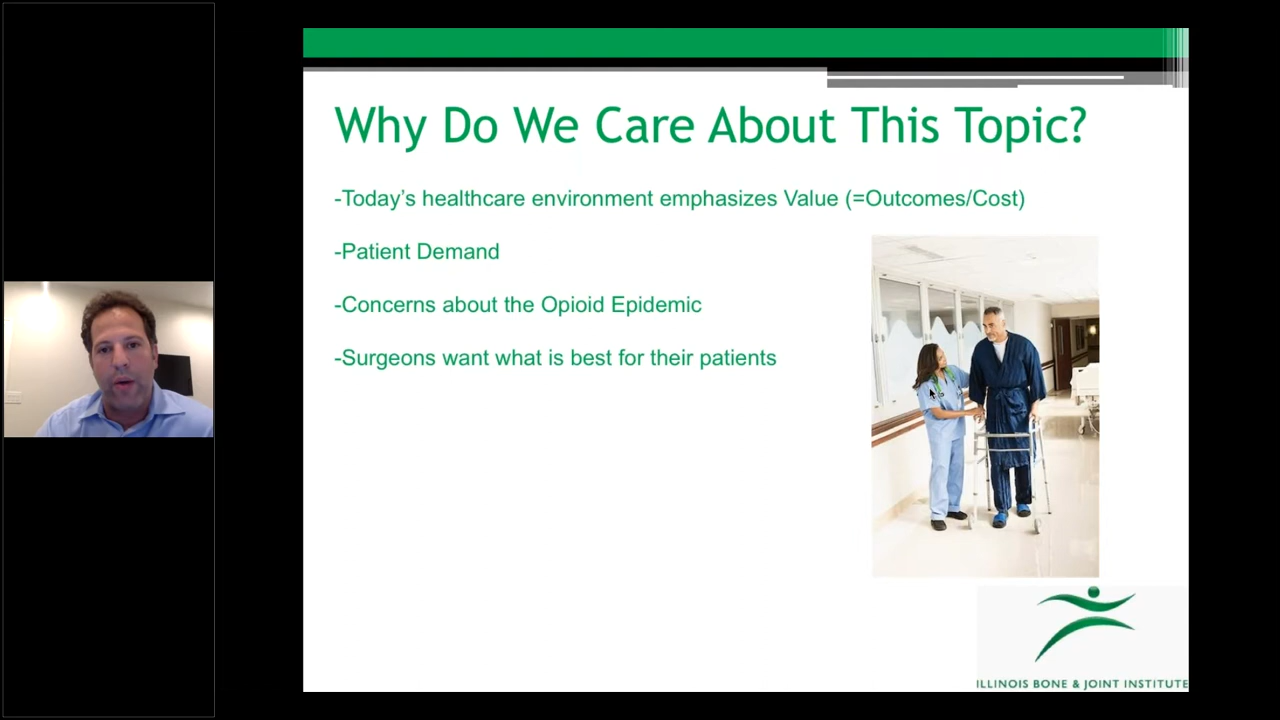 Why Do We Care About This Topic?
-Today's healthcare environment emphasizes Value (=Outcomes/Cost)
-Patient Demand
-Concerns about the Opioid Epidemic
-Surgeons want what is best for their patients
ILLINOIS BONE & JOINT INSTITUTE